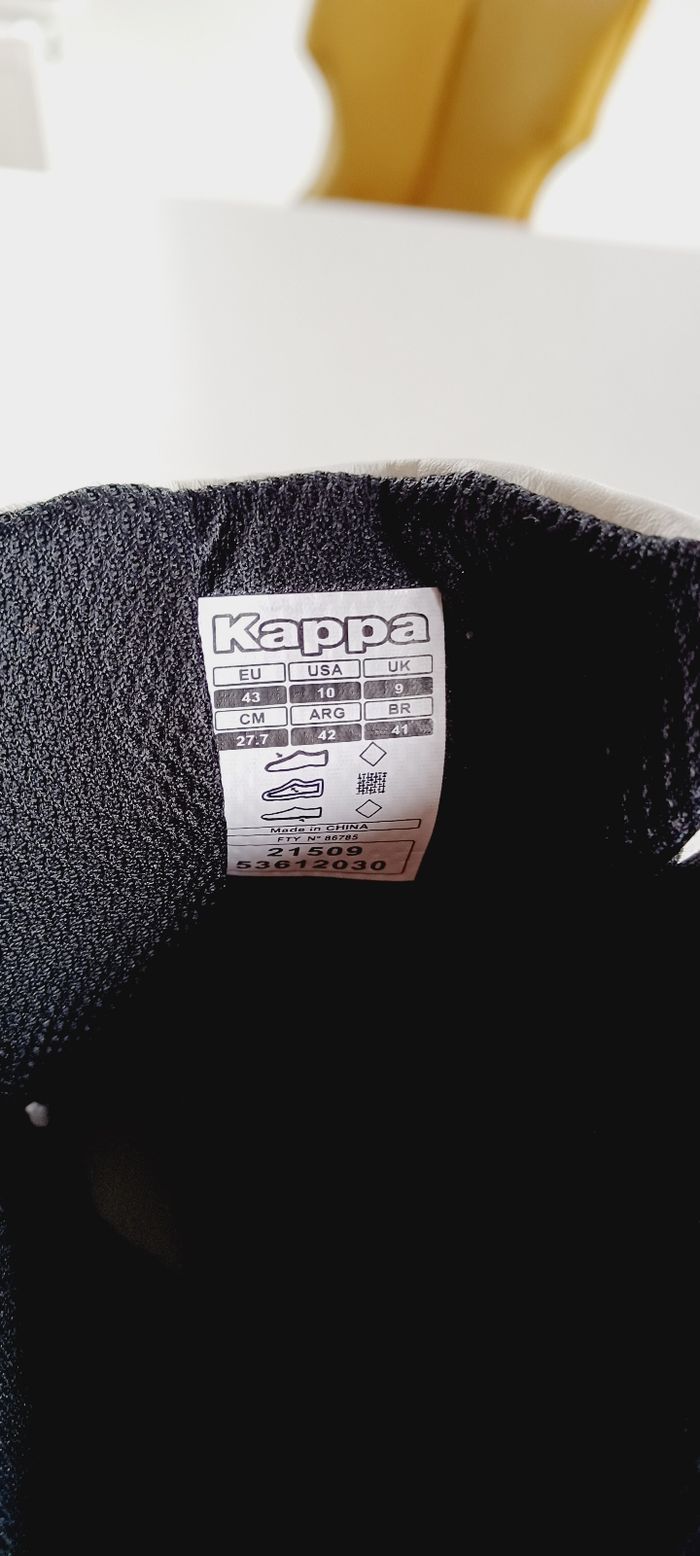 Kappa
EU USA UK
43 10 9
CM ARG BR
27.7 42 41
Made in CHINA
FTY N° 86785
21509
53612030